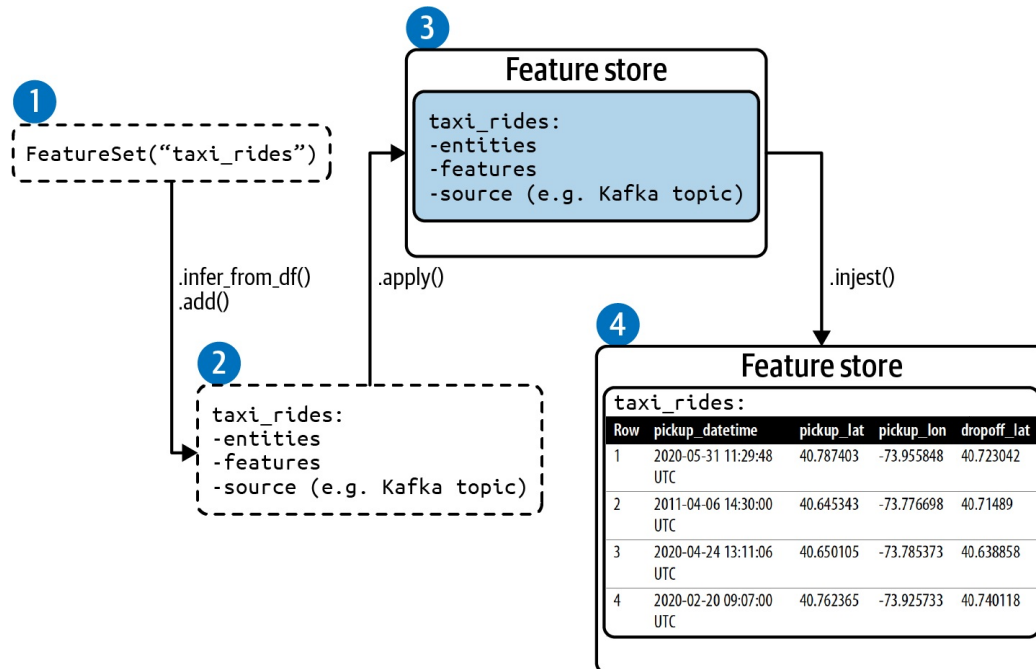 1
FeatureSet(“taxi_rides”)
.infer_from_df()
.add()
2
taxi_rides:
-entities
-features
-source (e.g. Kafka topic)
.apply()
3
Feature store
taxi_rides:
-entities
-features
-source (e.g. Kafka topic)
.injest()
4
Feature store
taxi_rides:
Row pickup_datetime pickup_lat pickup_lon dropoff_lat
1 2020-05-31 11:29:48 40.787403 -73.955848 40.723042
UTC
2 2011-04-06 14:30:00 40.645343 -73.776698 40.71489
UTC
3 2020-04-24 13:11:06 40.650105 -73.785373 40.638858
UTC
4 2020-02-20 09:07:00 40.762365 -73.925733 40.740118
UTC